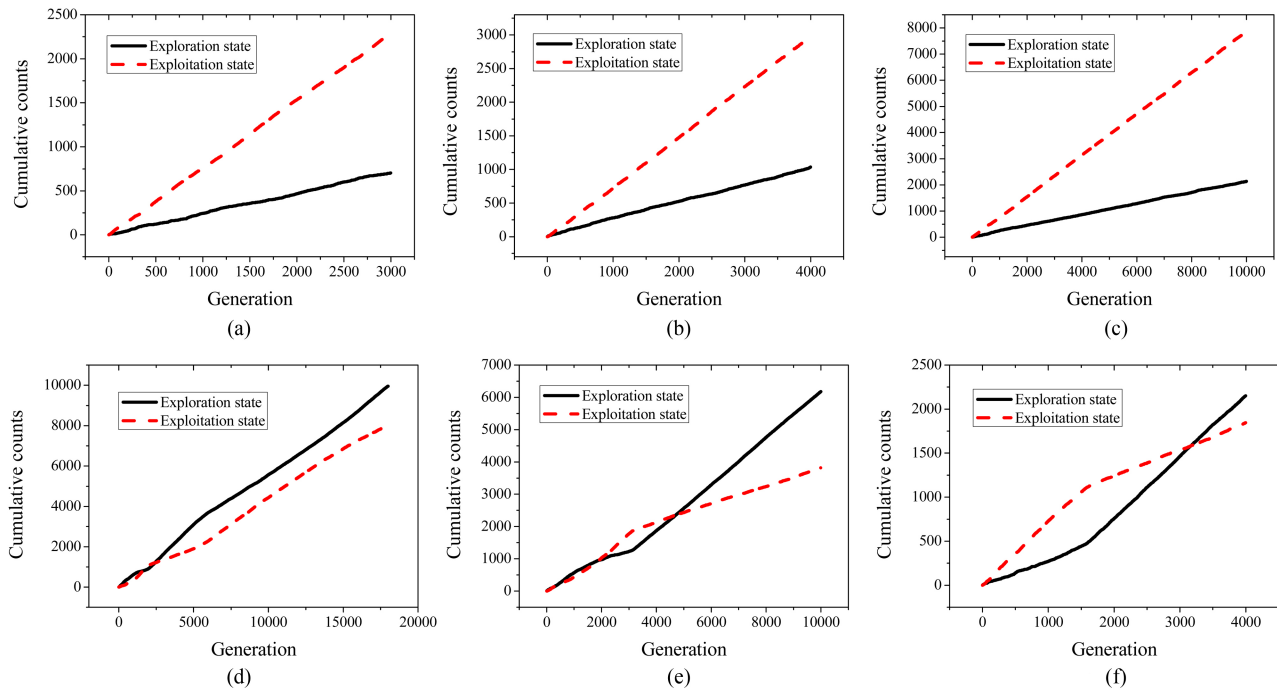 2500
2000
1500
1000
500
0
Cumulative counts
Exploration state
Exploitation state
0 500 1000 1500 2000 2500 3000
Generation
(a)
3000
2500
2000
1500
1000
500
0
Cumulative counts
Exploration state
Exploitation state
0 1000 2000 3000 4000
Generation
(b)
8000
7000
6000
5000
4000
3000
2000
1000
0
Cumulative counts
Exploration state
Exploitation state
0 2000 4000 6000 8000 10000
Generation
(c)
10000
8000
6000
4000
2000
0
Cumulative counts
Exploration state
Exploitation state
0 5000 10000 15000 20000
Generation
(d)
7000
6000
5000
4000
3000
2000
1000
0
Cumulative counts
Exploration state
Exploitation state
0 2000 4000 6000 8000 10000
Generation
(e)
2500
2000
1500
1000
500
0
Cumulative counts
Exploration state
Exploitation state
0 1000 2000 3000 4000
Generation
(f)